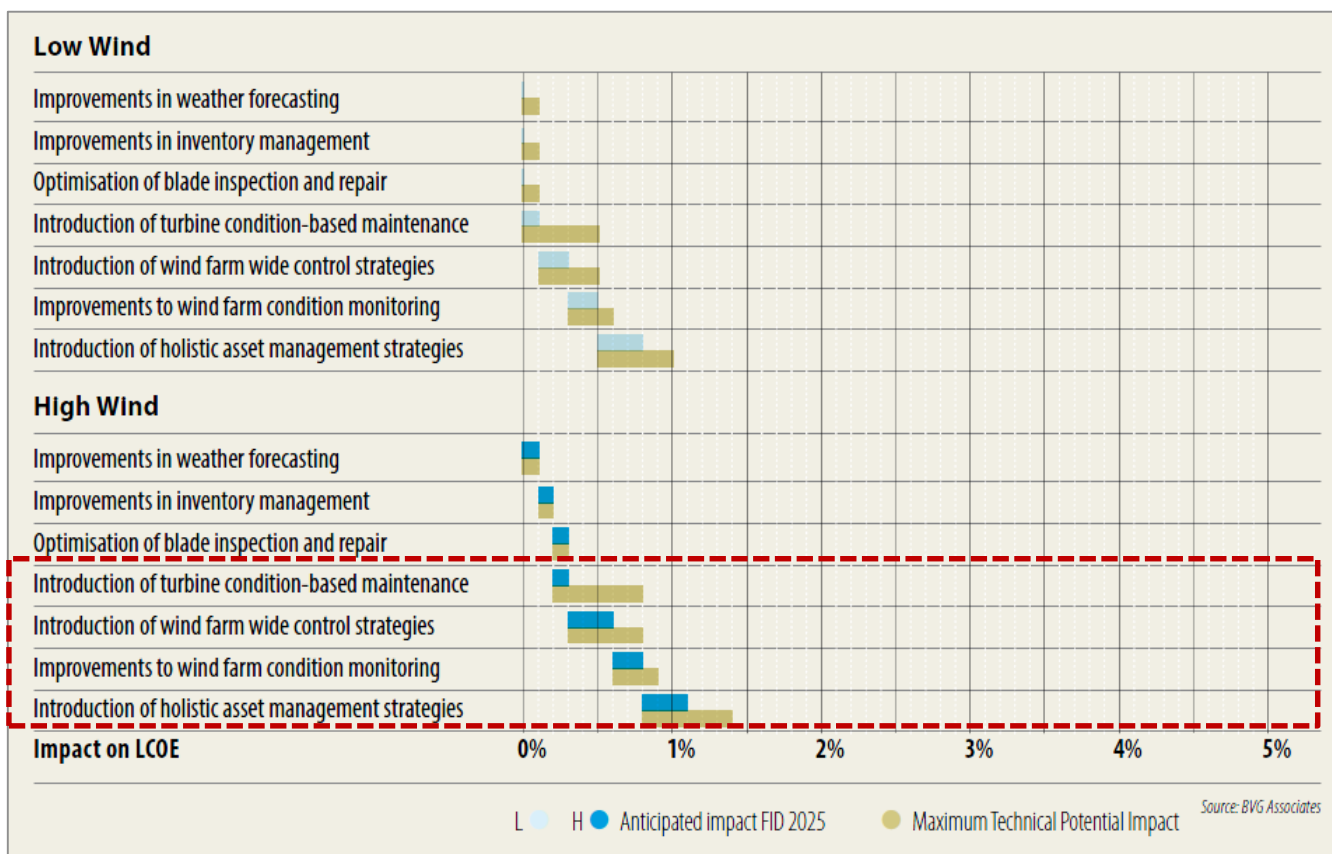 Low Wind
Improvements in weather forecasting
Improvements in inventory management
Optimisation of blade inspection and repair
Introduction of turbine condition-based maintenance
Introduction of wind farm wide control strategies
Improvements to wind farm condition monitoring
Introduction of holistic asset management strategies
High Wind
Improvements in weather forecasting
Improvements in inventory management
Optimisation of blade inspection and repair
Introduction of turbine condition-based maintenance
Introduction of wind farm wide control strategies
Improvements to wind farm condition monitoring
Introduction of holistic asset management strategies
Impact on LCOE 0% 1% 2% 3% 4% 5%
L H Anticipated impact FID 2025 Maximum Technical Potential Impact
Source: BVG Associates